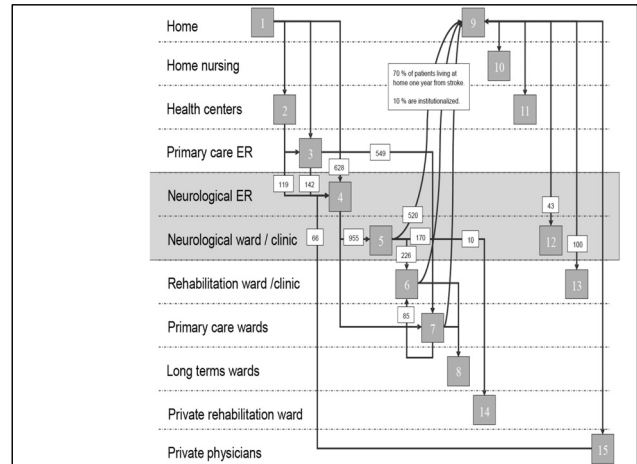 Home
1
9
Home nursing
10
70 % of patients living at
home one year from stroke.
10 % are institutionalized.
Health centers
2
11
Primary care ER
3
549
628
119
142
Neurological ER
4
43
520
66
Neurological ward / clinic
955
5
170
10
12
226
100
Rehabilitation ward /clinic
6
13
85
Primary care wards
7
Long terms wards
8
Private rehabilitation ward
14
Private physicians
15